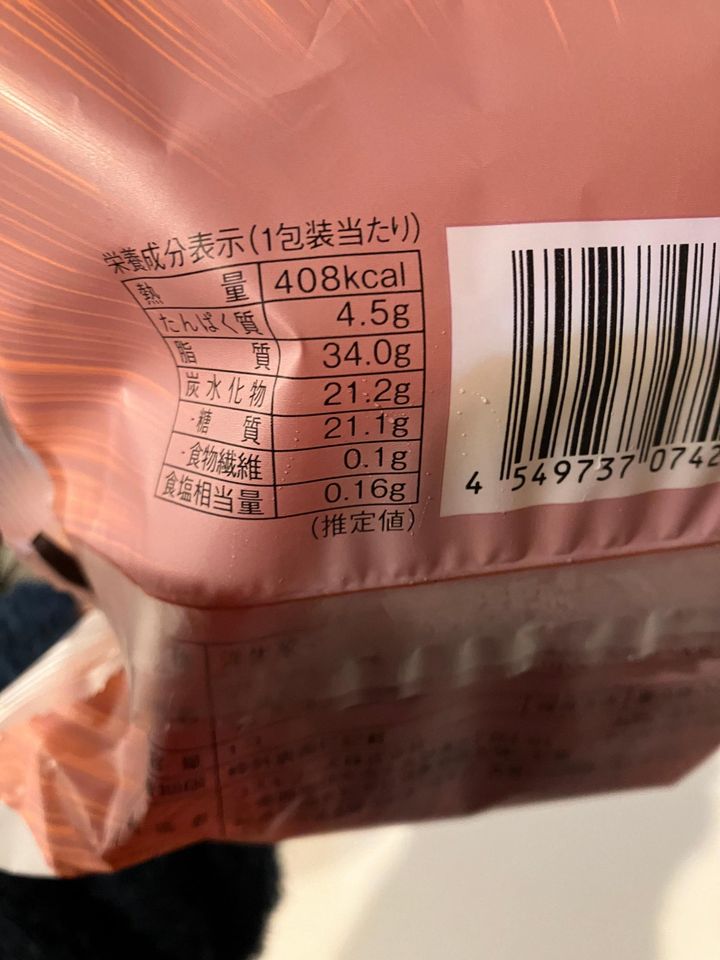 栄養成分表示(1包装当たり)
熱量 408kcal
たんぱく質 4.5g
脂質 34.0g
炭水化物 21.2g
-糖質 21.1g
-食物繊維 0.1g
食塩相当量 0.16g
(推定値)
4 549737 0742